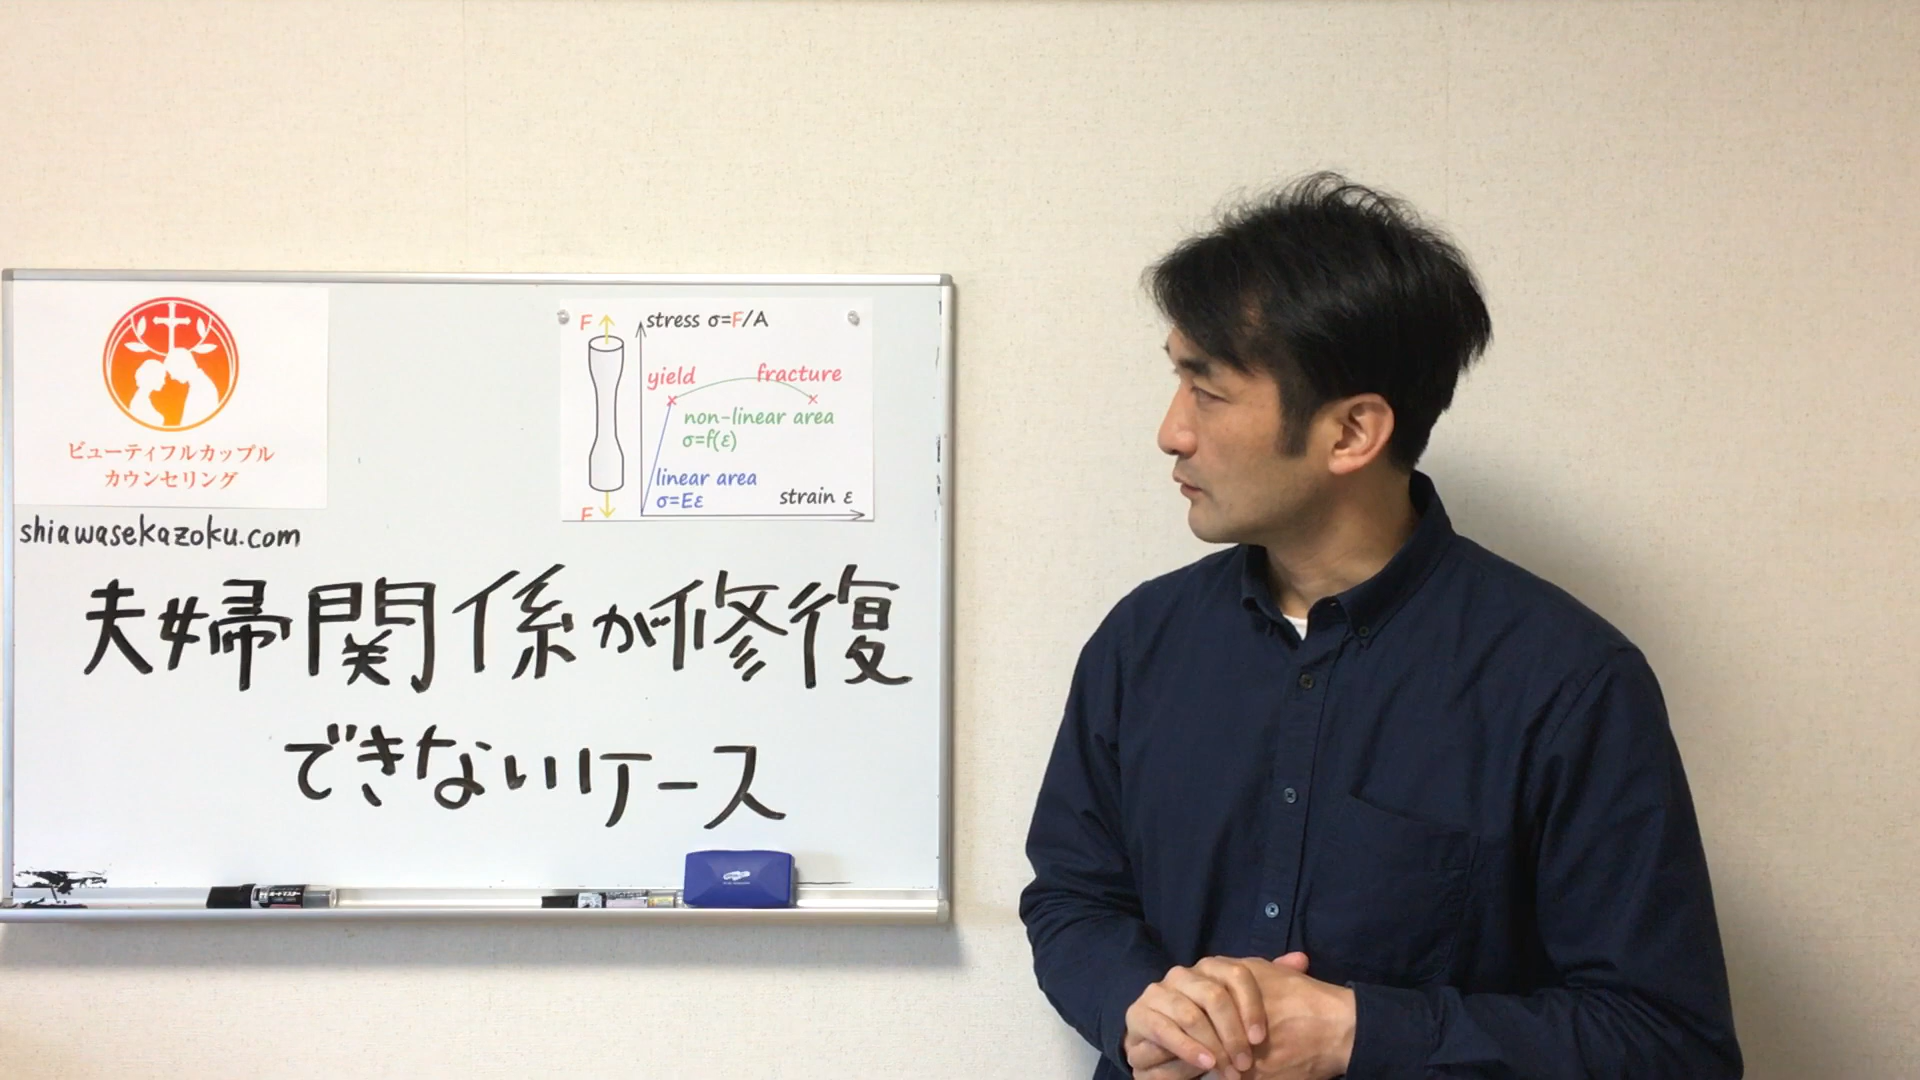 ビューティフルカップル
カウンセリング
shiawasekazoku.com
F
stress σ=F/A
yield
fracture
non-linear area
σ=f(ε)
linear area
σ=Eε
strain ε
F
夫婦関係が修復
できないケース